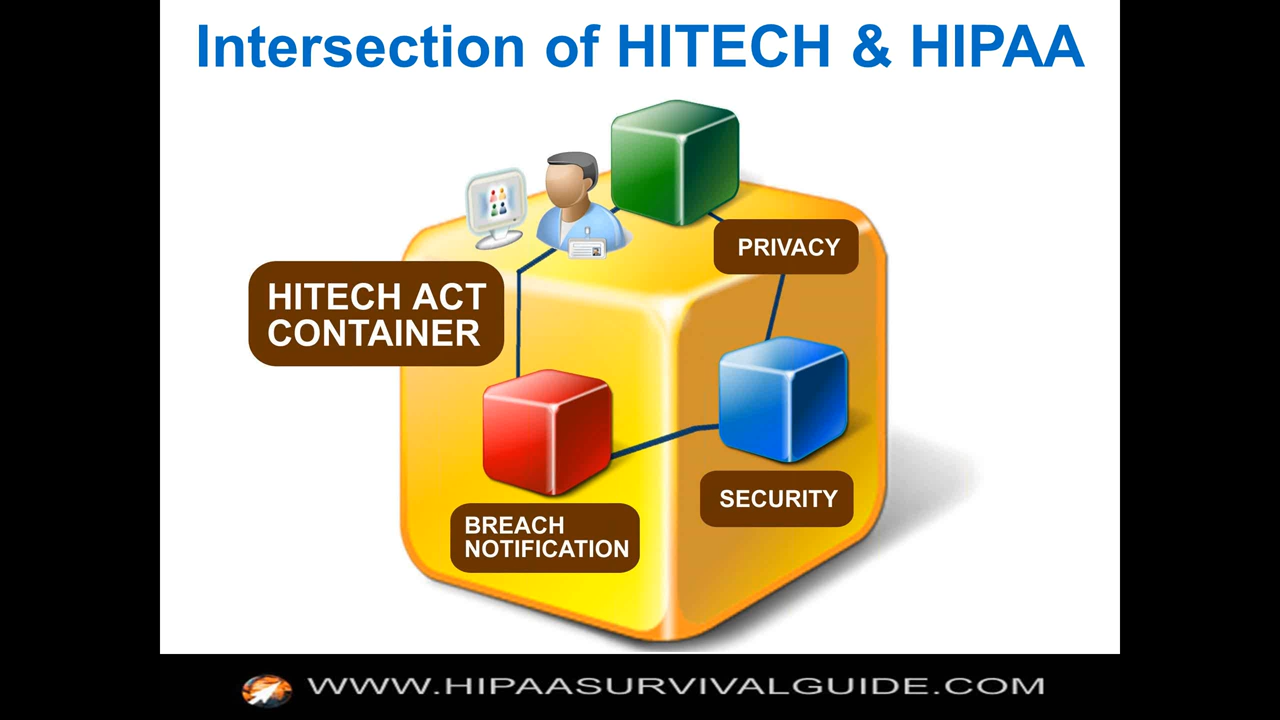 Intersection of HITECH & HIPAA
PRIVACY
HITECH ACT
CONTAINER
SECURITY
BREACH
NOTIFICATION
WWW.HIPAASURVIVALGUIDE.COM